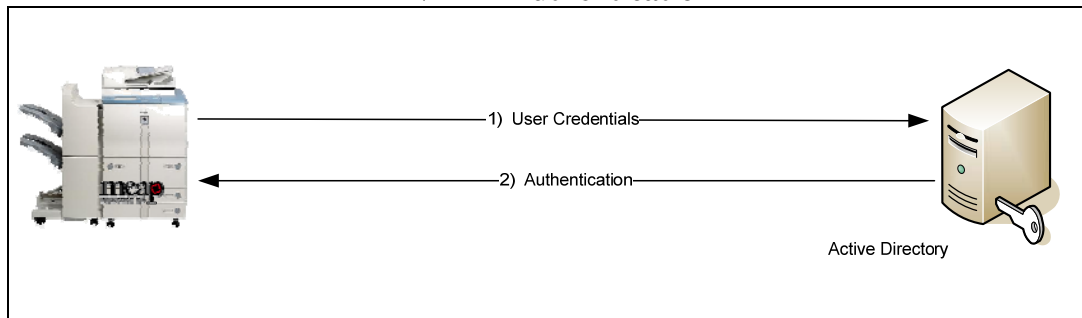 1) User Credentials
2) Authentication
meap
Active Directory